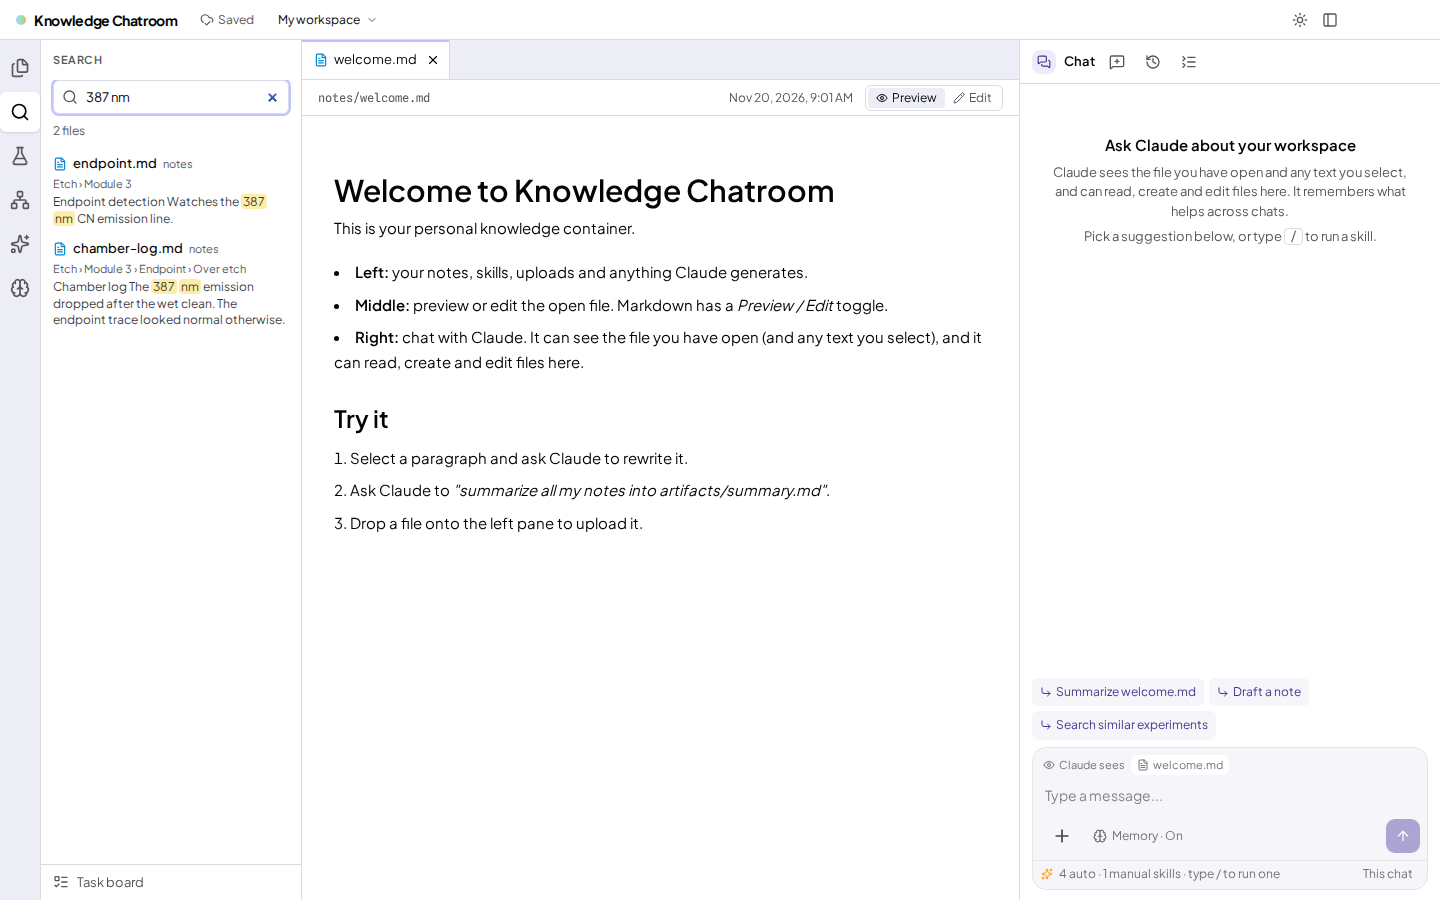 Knowledge Chatroom
Saved
My workspace
SEARCH
387 nm
2 files
endpoint.md notes
Etch › Module 3
Endpoint detection Watches the 387
nm CN emission line.
chamber-log.md notes
Etch › Module 3 › Endpoint › Over etch
Chamber log The 387 nm emission
dropped after the wet clean. The
endpoint trace looked normal otherwise.
Task board
welcome.md
notes/welcome.md
Nov 20, 2026, 9:01 AM
Preview
Edit
Welcome to Knowledge Chatroom
This is your personal knowledge container.
• Left: your notes, skills, uploads and anything Claude generates.
• Middle: preview or edit the open file. Markdown has a Preview / Edit toggle.
• Right: chat with Claude. It can see the file you have open (and any text you select), and it
can read, create and edit files here.
Try it
1. Select a paragraph and ask Claude to rewrite it.
2. Ask Claude to "summarize all my notes into artifacts/summary.md".
3. Drop a file onto the left pane to upload it.
Chat
Ask Claude about your workspace
Claude sees the file you have open and any text you select,
and can read, create and edit files here. It remembers what
helps across chats.
Pick a suggestion below, or type / to run a skill.
Summarize welcome.md
Draft a note
Search similar experiments
Claude sees welcome.md
Type a message...
Memory · On
4 auto · 1 manual skills · type / to run one
This chat